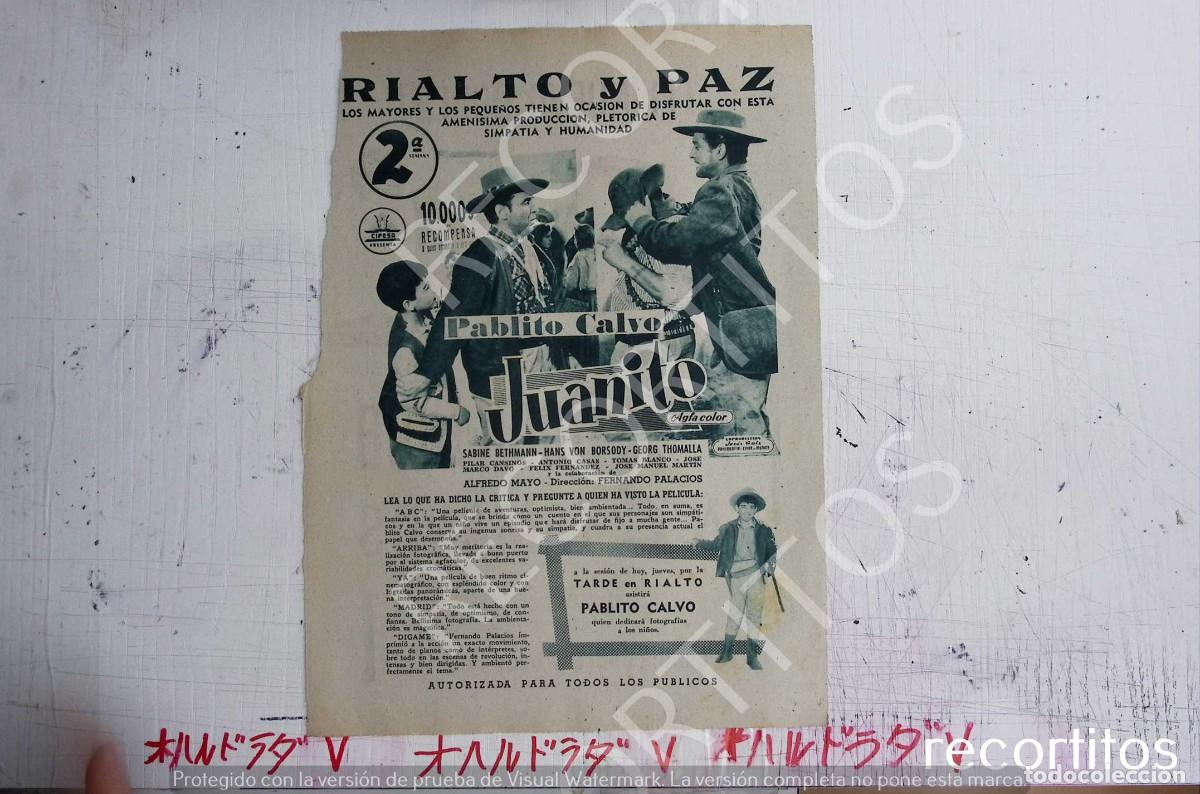 RIALTO y PAZ
LOS MAYORES Y LOS PEQUEÑOS TIENEN OCASION DE DISFRUTAR CON ESTA
AMENISIMA PRODUCCION, PLETORICA DE
SIMPATIA Y HUMANIDAD
2ª
SEMANA
CIFESA
PRESENTA
10.000
RECOMPENSA
Pablito Calvo
Juanito
Agfacolor
SABINE BETHMANN - HANS VON BORSODY - GEORG THOMALLA
PILAR CANSINOS - ANTONIO CASAS - TOMAS BLANCO - JOSE
MARCO DAVO - FELIX FERNANDEZ - JOSE MANUEL MARTIN
y la colaboración de
ALFREDO MAYO - Dirección: FERNANDO PALACIOS
LEA LO QUE HA DICHO LA CRITICA Y PREGUNTE A QUIEN HA VISTO LA PELICULA:
"ABC": "Una película de aventuras, optimista, bien ambientada... Todo, en suma, es
fantasía en la película, que se brinda como un cuento en el que sus personajes son simpáti-
cos y en la que un niño vive un episodio que hará disfrutar de fijo a mucha gente... Pa-
blito Calvo conserva su ingenua sonrisa y su simpatía, y cuadra a su presencia actual el
papel que desempeña."
"ARRIBA": "Muy meritoria es la rea-
lización fotográfica, llevada a buen puerto
por el sistema agfacolor, de excelentes va-
riabilidades cromáticas."
"YA": "Una película de buen ritmo ci-
nematográfico, con espléndido color y con
logradas panorámicas, aparte de una bue-
na interpretación."
"MADRID": "Todo está hecho con un
tono de simpatía, de optimismo, de con-
fianza. Bellísima fotografía. La ambienta-
ción es magnífica."
"DIGAME": "Fernando Palacios im-
primió a la acción un exacto movimiento,
tanto de planos como de intérpretes, so-
bre todo en las escenas de revolución, in-
tensas y bien dirigidas. Y ambientó per-
fectamente el tema."
a la sesión de hoy, jueves, por la
TARDE en RIALTO
asistirá
PABLITO CALVO
quien dedicará fotografías
a los niños.
AUTORIZADA PARA TODOS LOS PUBLICOS
オハルドラダ V オヘルドラダ V オハルドラダ V
recortitos
Protegido con la versión de prueba de Visual Watermark. La versión completa no pone esta marca.
todocoleccion
RECORTITOS
RECORTITOS